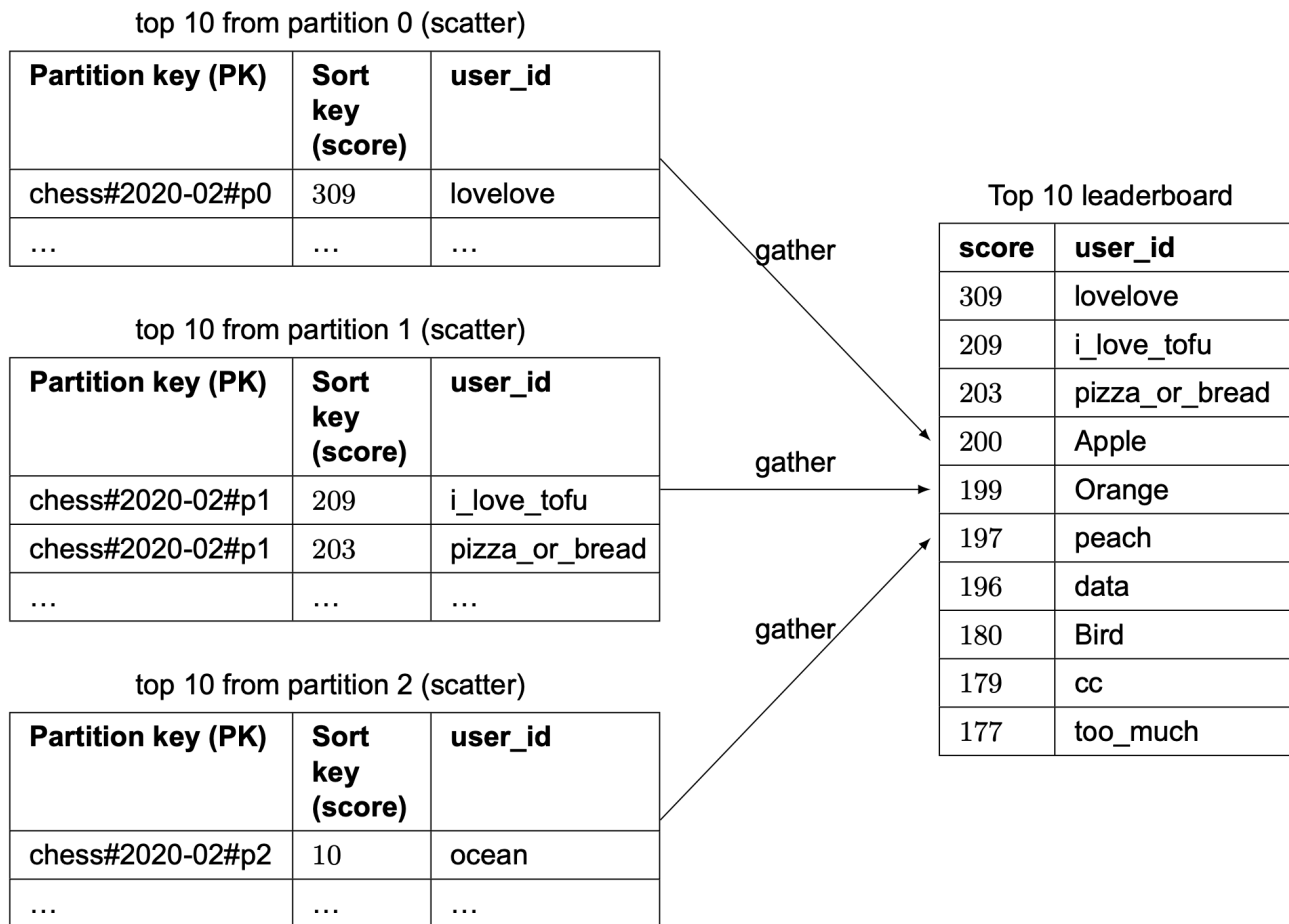 top 10 from partition 0 (scatter)
Partition key (PK) Sort key (score) user_id
chess#2020-02#p0 309 lovelove
… … …
top 10 from partition 1 (scatter)
Partition key (PK) Sort key (score) user_id
chess#2020-02#p1 209 i_love_tofu
chess#2020-02#p1 203 pizza_or_bread
… … …
top 10 from partition 2 (scatter)
Partition key (PK) Sort key (score) user_id
chess#2020-02#p2 10 ocean
… … …
gather
gather
gather
Top 10 leaderboard
score user_id
309 lovelove
209 i_love_tofu
203 pizza_or_bread
200 Apple
199 Orange
197 peach
196 data
180 Bird
179 cc
177 too_much